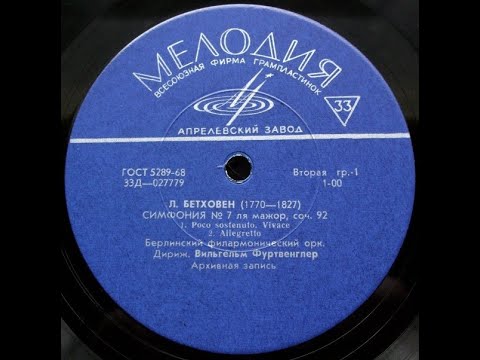 МЕЛОДИЯ
ВСЕСОЮЗНАЯ ФИРМА ГРАМПЛАСТИНОК
33
АПРЕЛЕВСКИЙ ЗАВОД
ГОСТ 5289-68 Вторая гр.-1
33Д—027779 1-00
Л. БЕТХОВЕН (1770—1827)
СИМФОНИЯ № 7 ля мажор, соч. 92
1. Poco sostenuto, Vivace
2. Allegretto
Берлинский филармонический орк.
Дириж. Вильгельм Фуртвенглер
Архивная запись